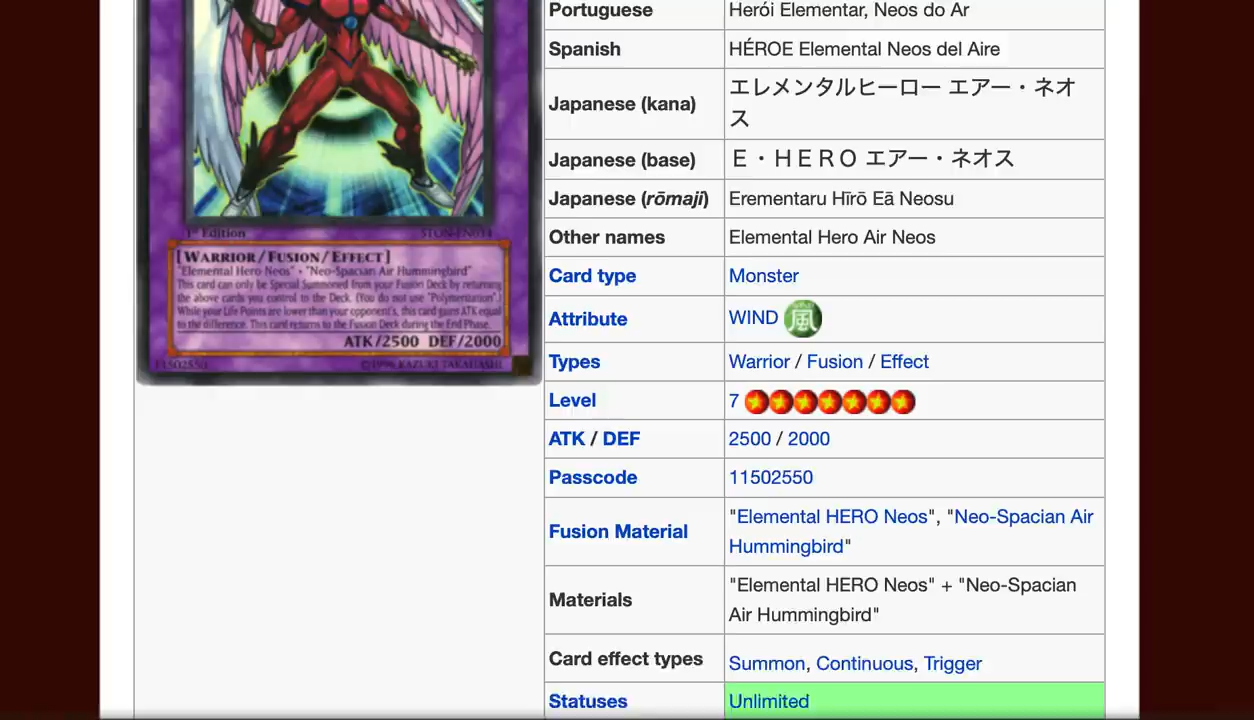 1st Edition STON-EN034
[WARRIOR/FUSION/EFFECT]
"Elemental Hero Neos" + "Neo-Spacian Air Hummingbird"
This card can only be Special Summoned from your Fusion Deck by returning
the above cards you control to the Deck. (You do not use "Polymerization".)
While your Life Points are lower than your opponent's, this card gains ATK equal
to the difference. This card returns to the Fusion Deck during the End Phase.
ATK/2500 DEF/2000
11502550 ©1996 KAZUKI TAKAHASHI
Portuguese Herói Elementar, Neos do Ar
Spanish HÉROE Elemental Neos del Aire
Japanese (kana) エレメンタルヒーロー エアー・ネオ
ス
Japanese (base) Ｅ・ＨＥＲＯ エアー・ネオス
Japanese (rōmaji) Erementaru Hīrō Eā Neosu
Other names Elemental Hero Air Neos
Card type Monster
Attribute WIND 風
Types Warrior / Fusion / Effect
Level 7
ATK / DEF 2500 / 2000
Passcode 11502550
Fusion Material "Elemental HERO Neos", "Neo-Spacian Air
Hummingbird"
Materials "Elemental HERO Neos" + "Neo-Spacian
Air Hummingbird"
Card effect types Summon, Continuous, Trigger
Statuses Unlimited